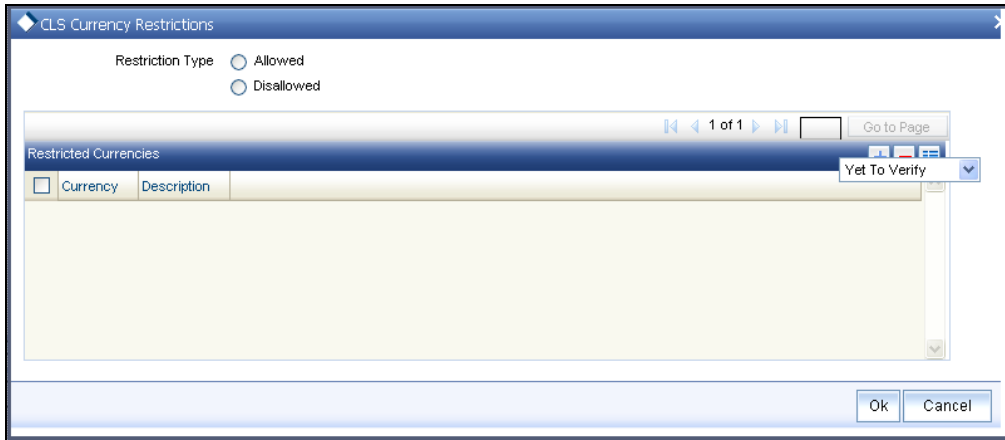 CLS Currency Restrictions
Restriction Type Allowed
Disallowed
1 of 1 Go to Page
Restricted Currencies
Yet To Verify
Currency Description
Ok Cancel